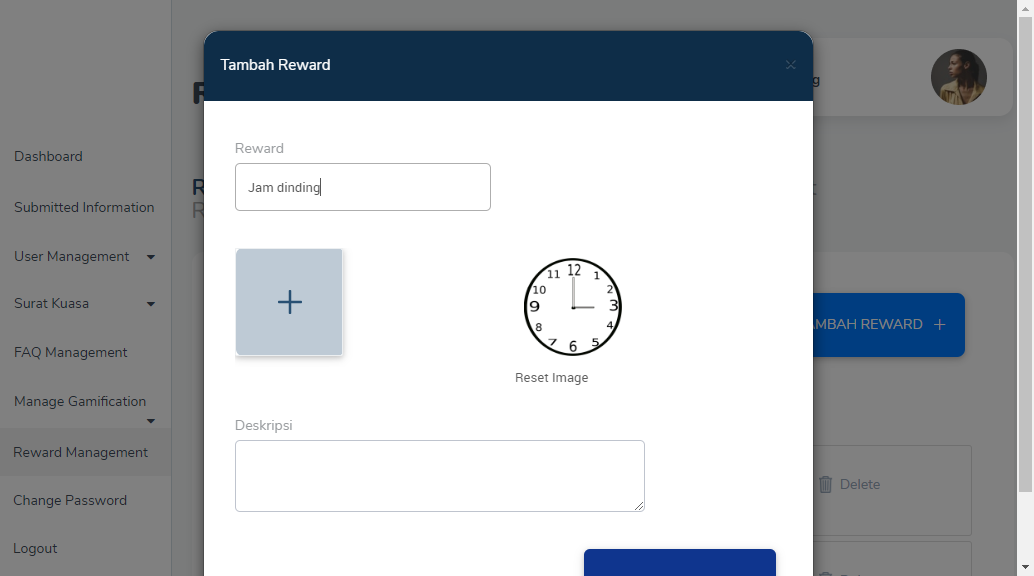 Tambah Reward
Dashboard
Reward
Jam dinding
Submitted Information
User Management
Surat Kuasa
12
11
1
10
2
9
3
8
4
7
5
6
AMBAH REWARD
FAQ Management
Reset Image
Manage Gamification
Deskripsi
Reward Management
Delete
Change Password
Logout